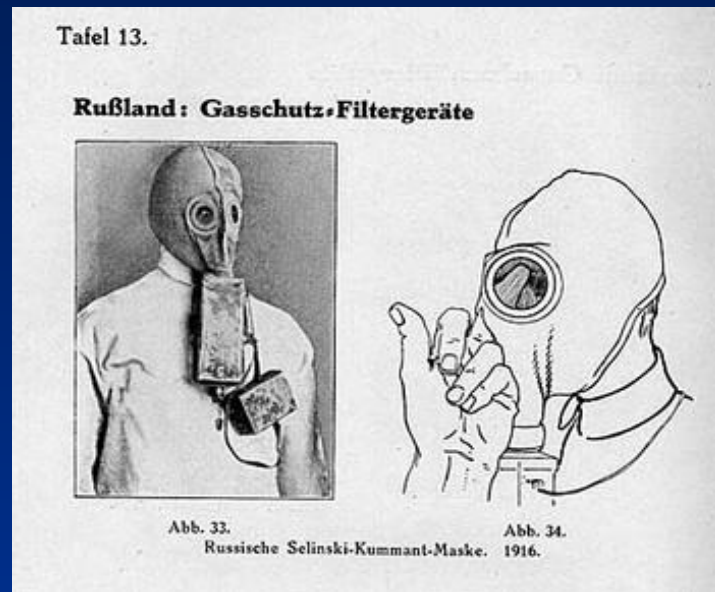 Tafel 13.
Rußland: Gasschutz-Filtergeräte
Abb. 33.
Abb. 34.
Russische Selinski-Kummant-Maske. 1916.